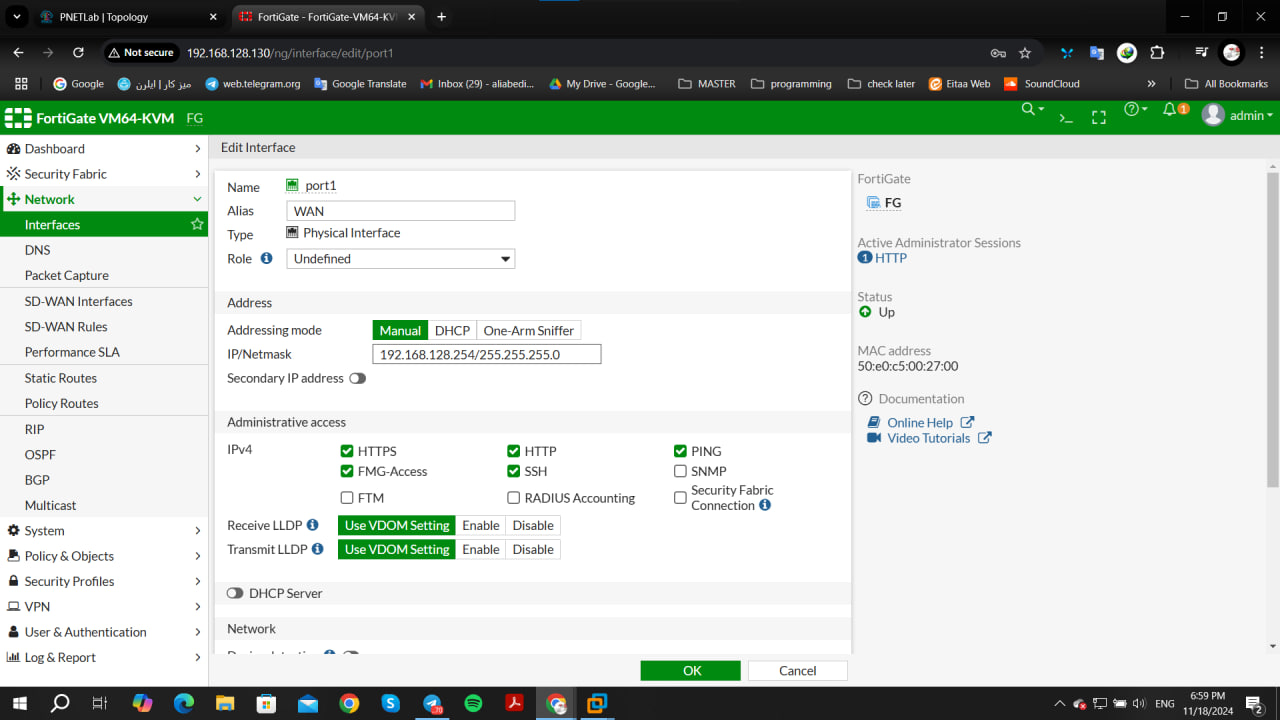 PNETLab | Topology
FortiGate - FortiGate-VM64-KV
Not secure 192.168.128.130/ng/interface/edit/port1
Google
میز کار | ایلرن
web.telegram.org
Google Translate
Inbox (29) - aliabedi...
My Drive - Google...
MASTER
programming
check later
Eitaa Web
SoundCloud
»
All Bookmarks
FortiGate VM64-KVM FG
>_
1
admin
Dashboard
Security Fabric
Network
Interfaces
DNS
Packet Capture
SD-WAN Interfaces
SD-WAN Rules
Performance SLA
Static Routes
Policy Routes
RIP
OSPF
BGP
Multicast
System
Policy & Objects
Security Profiles
VPN
User & Authentication
Log & Report
Edit Interface
Name port1
Alias WAN
Type Physical Interface
Role Undefined
Address
Addressing mode Manual DHCP One-Arm Sniffer
IP/Netmask 192.168.128.254/255.255.255.0
Secondary IP address
Administrative access
IPv4 HTTPS HTTP PING
FMG-Access SSH SNMP
FTM RADIUS Accounting Security Fabric
Connection
Receive LLDP Use VDOM Setting Enable Disable
Transmit LLDP Use VDOM Setting Enable Disable
DHCP Server
Network
OK Cancel
FortiGate
FG
Active Administrator Sessions
1 HTTP
Status
Up
MAC address
50:e0:c5:00:27:00
Documentation
Online Help
Video Tutorials
70
ENG
6:59 PM
11/18/2024
2